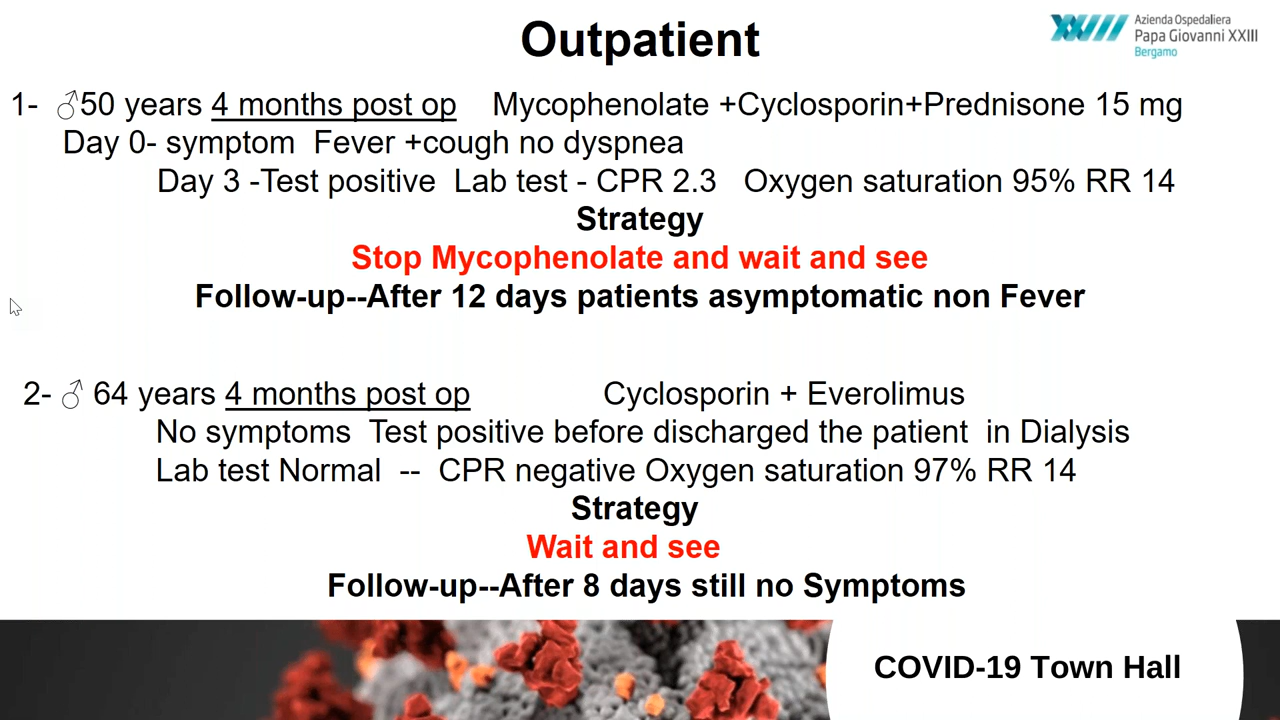 Outpatient
Azienda Ospedaliera
Papa Giovanni XXIII
Bergamo
1- ♂50 years 4 months post op Mycophenolate +Cyclosporin+Prednisone 15 mg
Day 0- symptom Fever +cough no dyspnea
Day 3 -Test positive Lab test - CPR 2.3 Oxygen saturation 95% RR 14
Strategy
Stop Mycophenolate and wait and see
Follow-up--After 12 days patients asymptomatic non Fever
2- ♂ 64 years 4 months post op Cyclosporin + Everolimus
No symptoms Test positive before discharged the patient in Dialysis
Lab test Normal -- CPR negative Oxygen saturation 97% RR 14
Strategy
Wait and see
Follow-up--After 8 days still no Symptoms
COVID-19 Town Hall